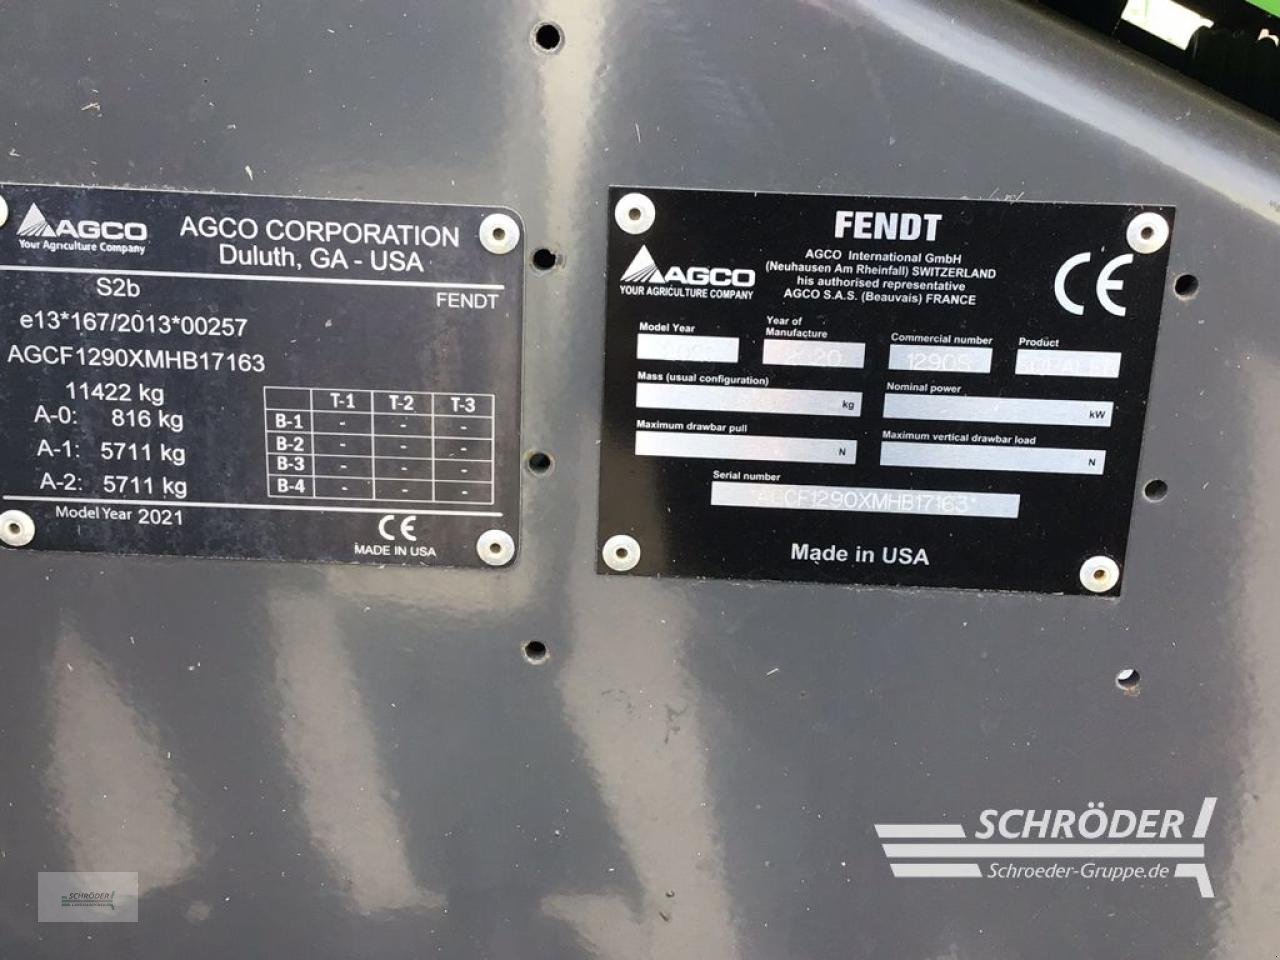 AGCO
Your Agriculture Company
AGCO CORPORATION
Duluth, GA - USA
S2b
FENDT
e13*167/2013*00257
AGCF1290XMHB17163
11422 kg
A-0: 816 kg
A-1: 5711 kg
A-2: 5711 kg
T-1 T-2 T-3
B-1 - - -
B-2 - - -
B-3 - - -
B-4 - - -
Model Year 2021
CE
MADE IN USA
FENDT
AGCO
YOUR AGRICULTURE COMPANY
AGCO International GmbH
(Neuhausen Am Rheinfall) SWITZERLAND
his authorised representative
AGCO S.A.S. (Beauvais) FRANCE
CE
Model Year
Year of
Manufacture
2020
Commercial number
Product
Mass (usual configuration)
kg
Nominal power
kW
Maximum drawbar pull
N
Maximum vertical drawbar load
N
Serial number
*AGCF1290XMHB17163*
Made in USA
SCHRÖDER
Schroeder-Gruppe.de
SCHRÖDER